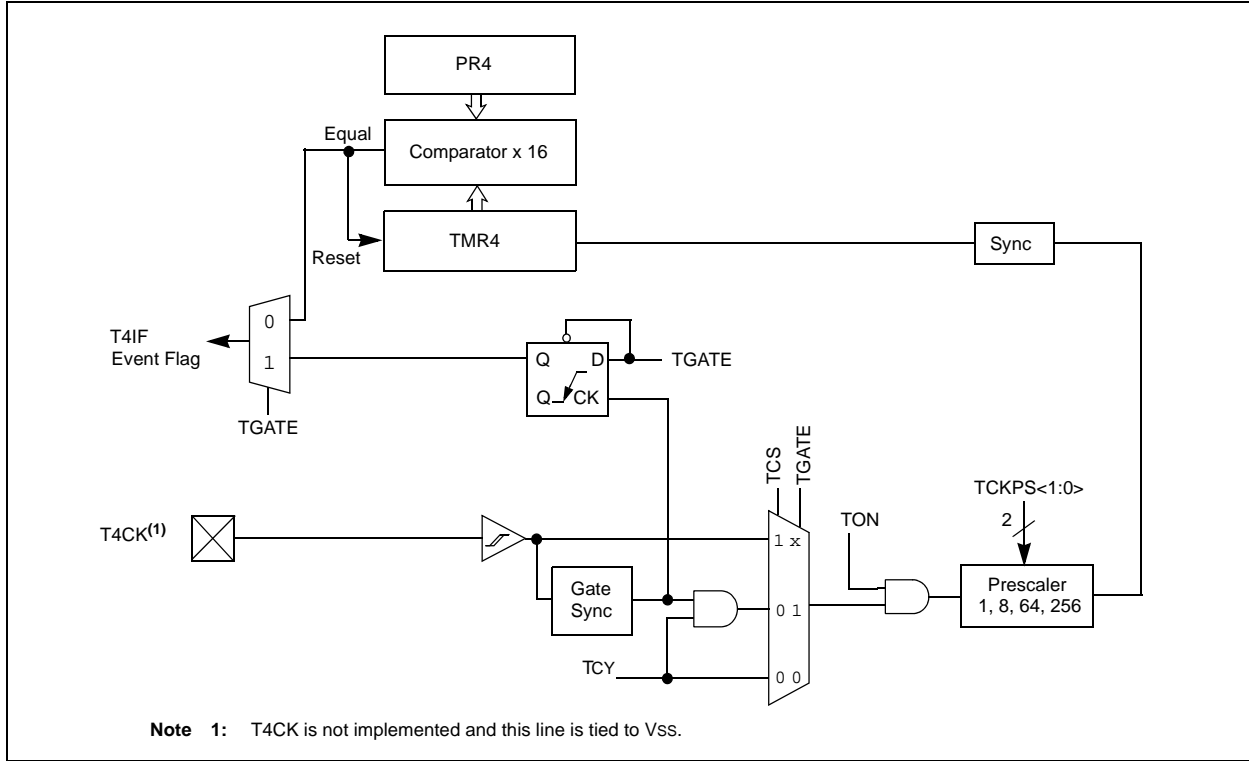 PR4
Equal
Comparator x 16
TMR4
Reset
Sync
0
1
T4IF
Event Flag
TGATE
Q D
Q CK
TGATE
TCS
TGATE
TCKPS<1:0>
2
TON
T4CK(1)
1 x
Gate
Sync
0 1
Prescaler
1, 8, 64, 256
TCY
0 0
Note 1: T4CK is not implemented and this line is tied to VSS.